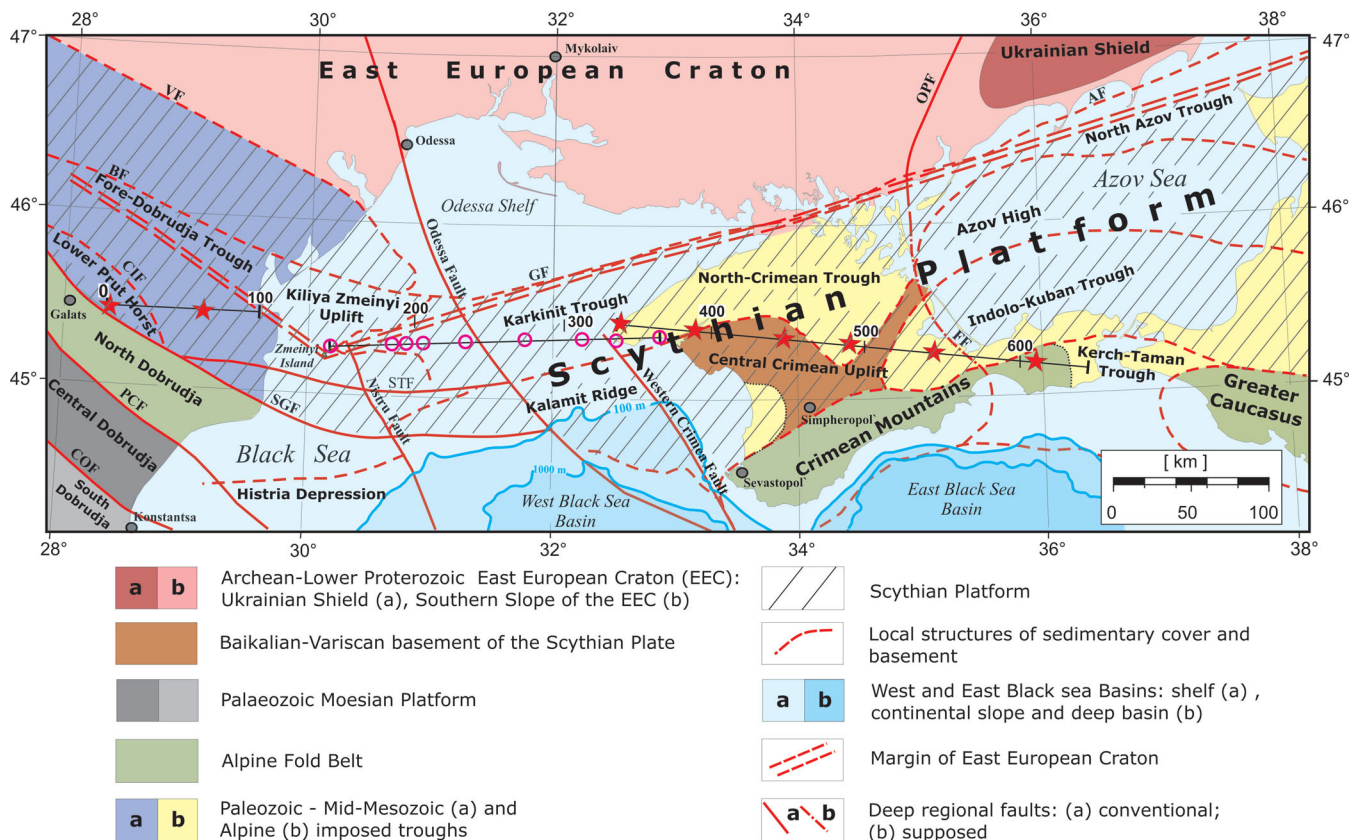 28° 30° 32° 34° 36° 38°
47° 47°
Mykolaiv
Ukrainian Shield
East European Craton
VF
OPF
AF
North Azov Trough
Odessa
BF
Fore-Dobrudja Trough
Azov Sea
46° 46°
Odessa Shelf
Azov High
Platform
Lower Put Horst
CIF
Odessa Fault
GF
North-Crimean Trough
0
100
Kiliya Zmeinyi
Uplift
200
Karkinit Trough
300
400
500
600
Indolo-Kuban Trough
Galats
Scythian
Zmeinyi
Island
Central Crimean Uplift
FF
Kerch-Taman
Trough
45° 45°
North Dobrudja
STF
Kalamit Ridge
Western Crimea Fault
Greater
Caucasus
SGF
Nistru Fault
100 m
Simpheropol'
Crimean Mountains
PCF
Central Dobrudja
Black Sea
[ km ]
0 50 100
COF
1000 m
Sevastopol'
South
Dobrudja
Histria Depression
West Black Sea
Basin
East Black Sea
Basin
Konstantsa
28° 30° 32° 34° 36° 38°
a b
Archean-Lower Proterozoic East European Craton (EEC):
Ukrainian Shield (a), Southern Slope of the EEC (b)
Baikalian-Variscan basement of the Scythian Plate
Palaeozoic Moesian Platform
Alpine Fold Belt
a b
Paleozoic - Mid-Mesozoic (a) and
Alpine (b) imposed troughs
Scythian Platform
Local structures of sedimentary cover and
basement
a b
West and East Black sea Basins: shelf (a) ,
continental slope and deep basin (b)
Margin of East European Craton
a b
Deep regional faults: (a) conventional;
(b) supposed